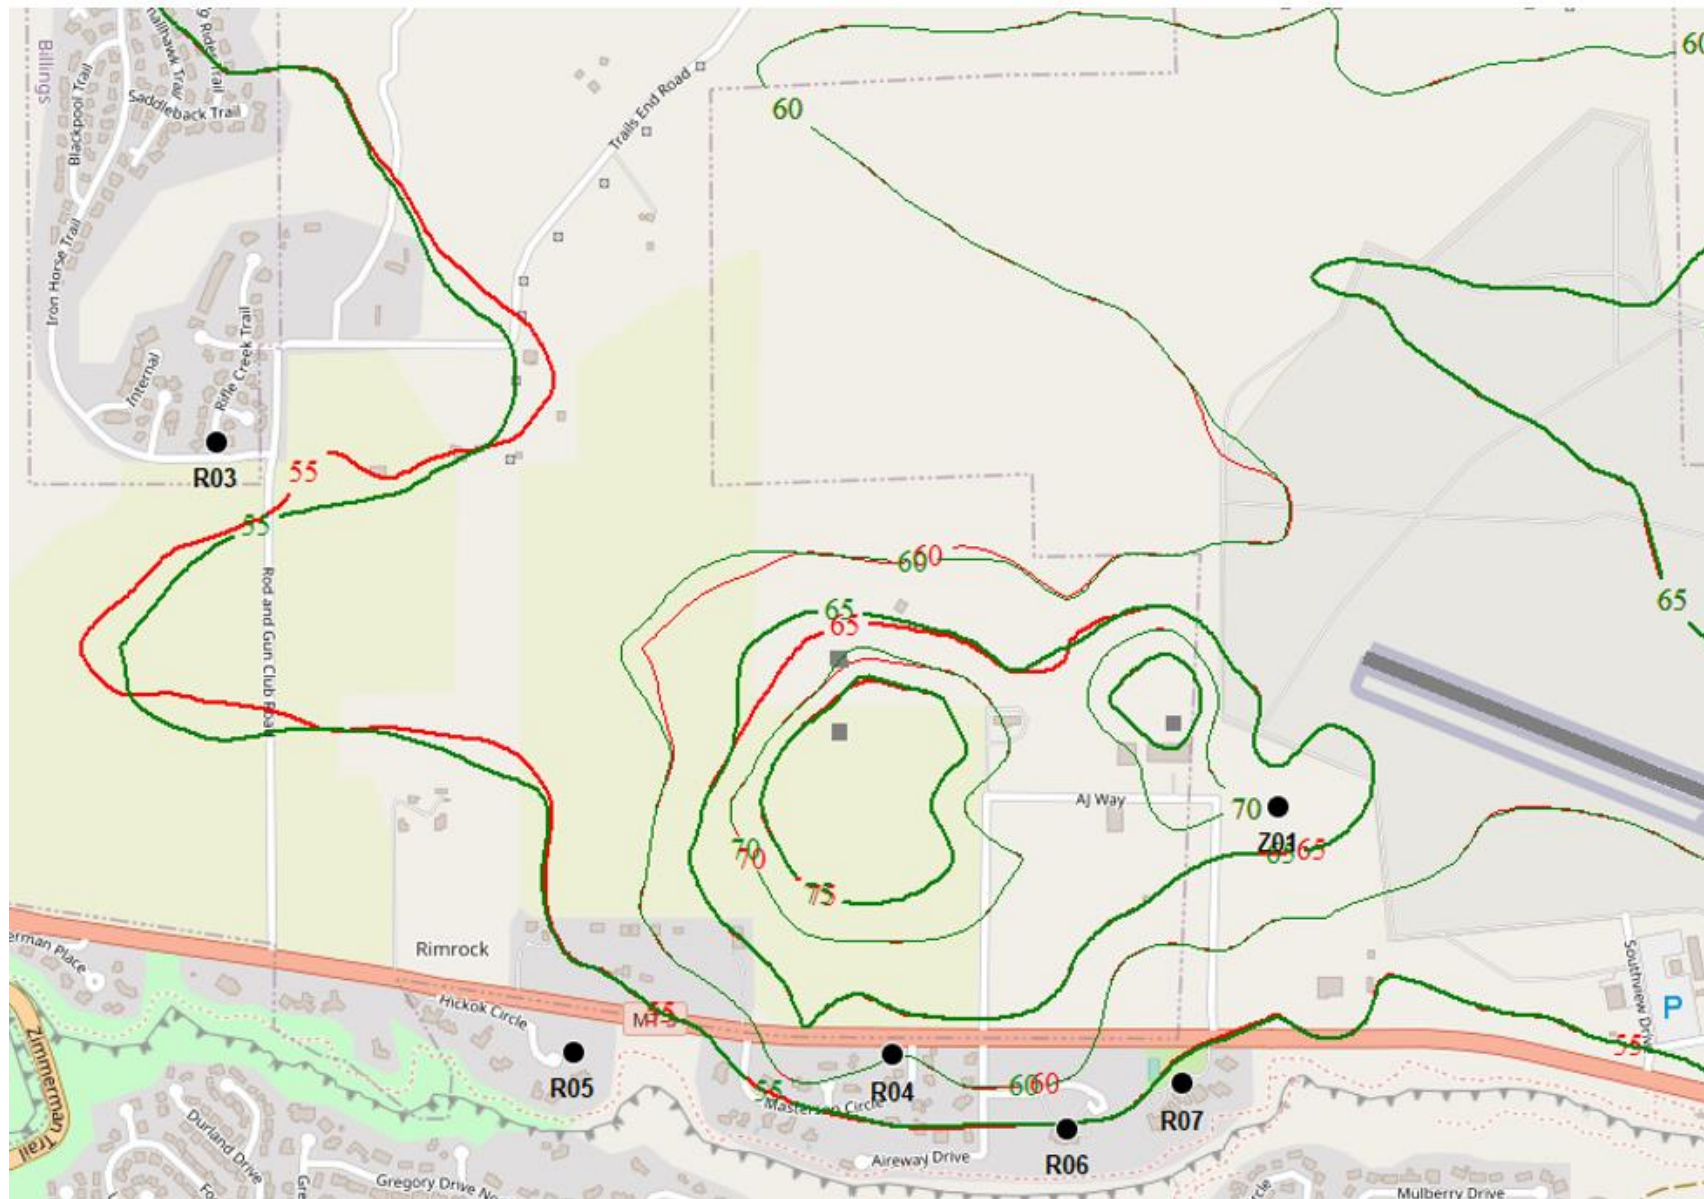 Billings
Blackpool Trail
Saddleback Trail
Trails End Road
60
60
Iron Horse Trail
Internal
Rifle Creek Trail
R03
55
55
Rod and Gun Club Road
60
60
65
65
65
70
70
75
AJ Way
70
Z01
65
Rimrock
Hickok Circle
55
R05
R04
55
Masterson Circle
60
60
R07
R06
Aireway Drive
Southview Drive
P
55
Zimmerman Trail
Durland Drive
Gregory Drive
Mulberry Drive